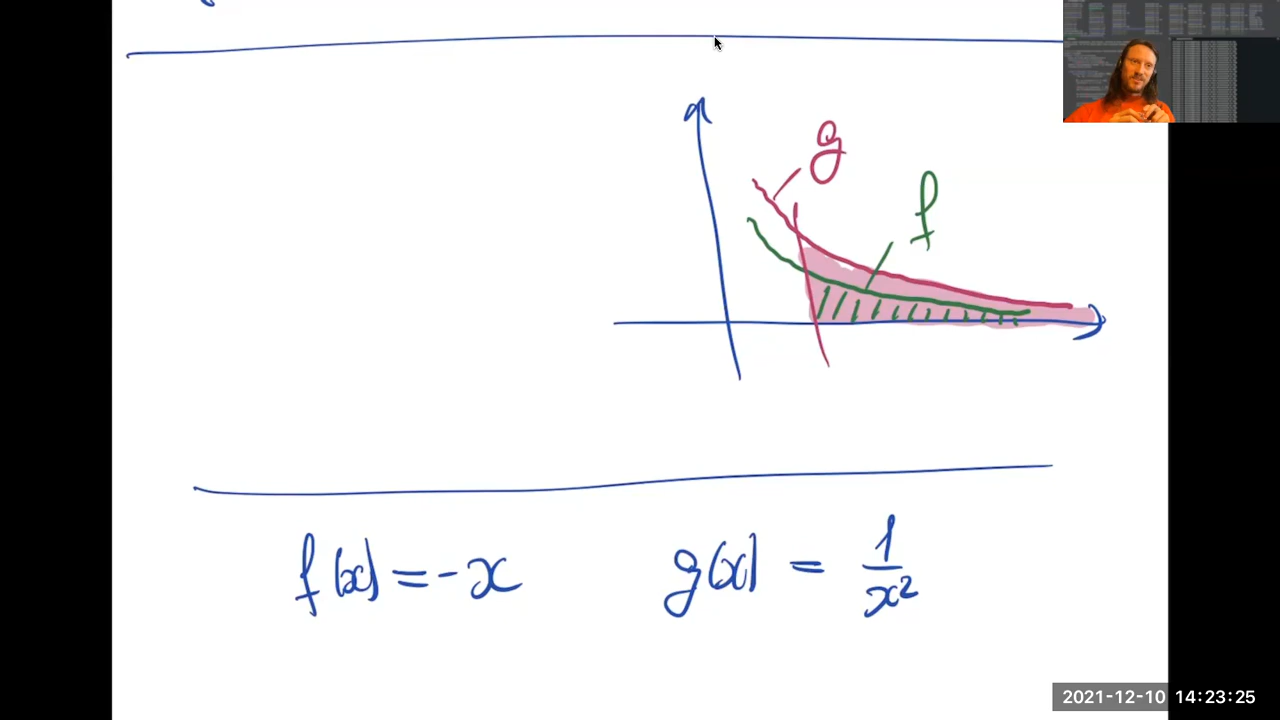 g
f
f(x) = -x g(x) = 1/x²
2021-12-10 14:23:25